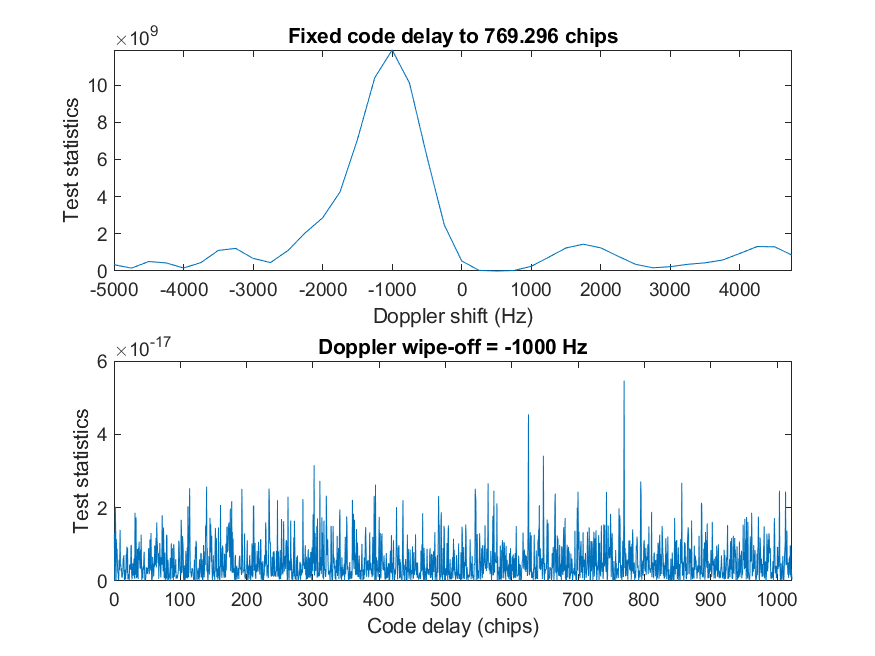 ×10^9
Fixed code delay to 769.296 chips
10
8
6
4
2
0
Test statistics
-5000 -4000 -3000 -2000 -1000 0 1000 2000 3000 4000
Doppler shift (Hz)
×10^-17
Doppler wipe-off = -1000 Hz
6
4
2
0
Test statistics
0 100 200 300 400 500 600 700 800 900 1000
Code delay (chips)